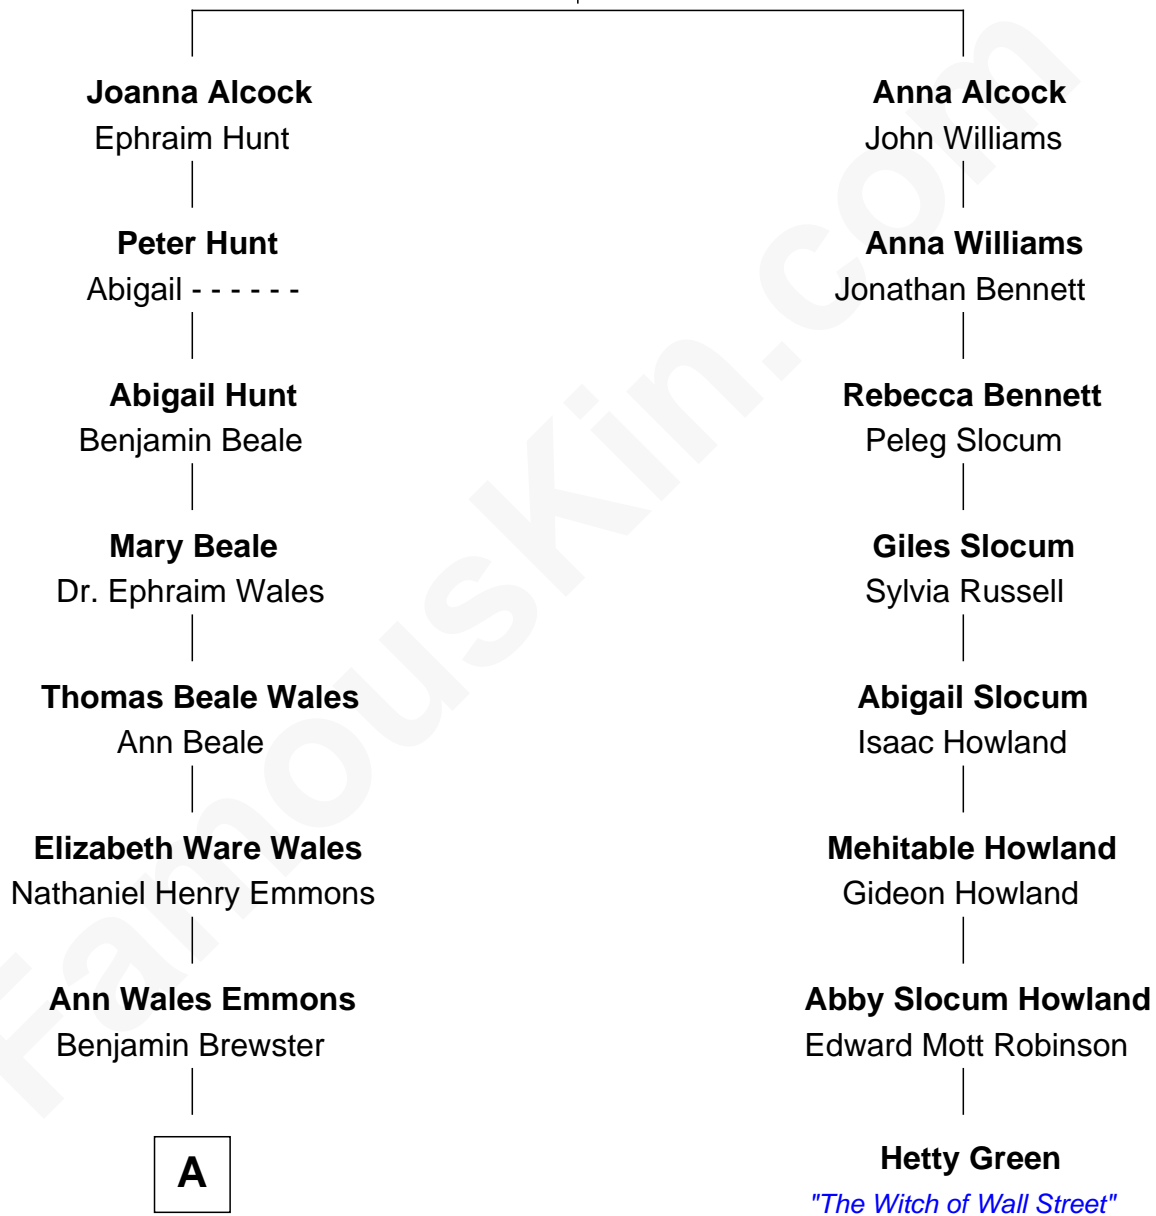 Joanna Alcock
Ephraim Hunt
Peter Hunt
Abigail - - - - - -
Abigail Hunt
Benjamin Beale
Mary Beale
Dr. Ephraim Wales
Thomas Beale Wales
Ann Beale
Elizabeth Ware Wales
Nathaniel Henry Emmons
Ann Wales Emmons
Benjamin Brewster
A
Anna Alcock
John Williams
Anna Williams
Jonathan Bennett
Rebecca Bennett
Peleg Slocum
Giles Slocum
Sylvia Russell
Abigail Slocum
Isaac Howland
Mehitable Howland
Gideon Howland
Abby Slocum Howland
Edward Mott Robinson
Hetty Green
"The Witch of Wall Street"
FamousKin.com